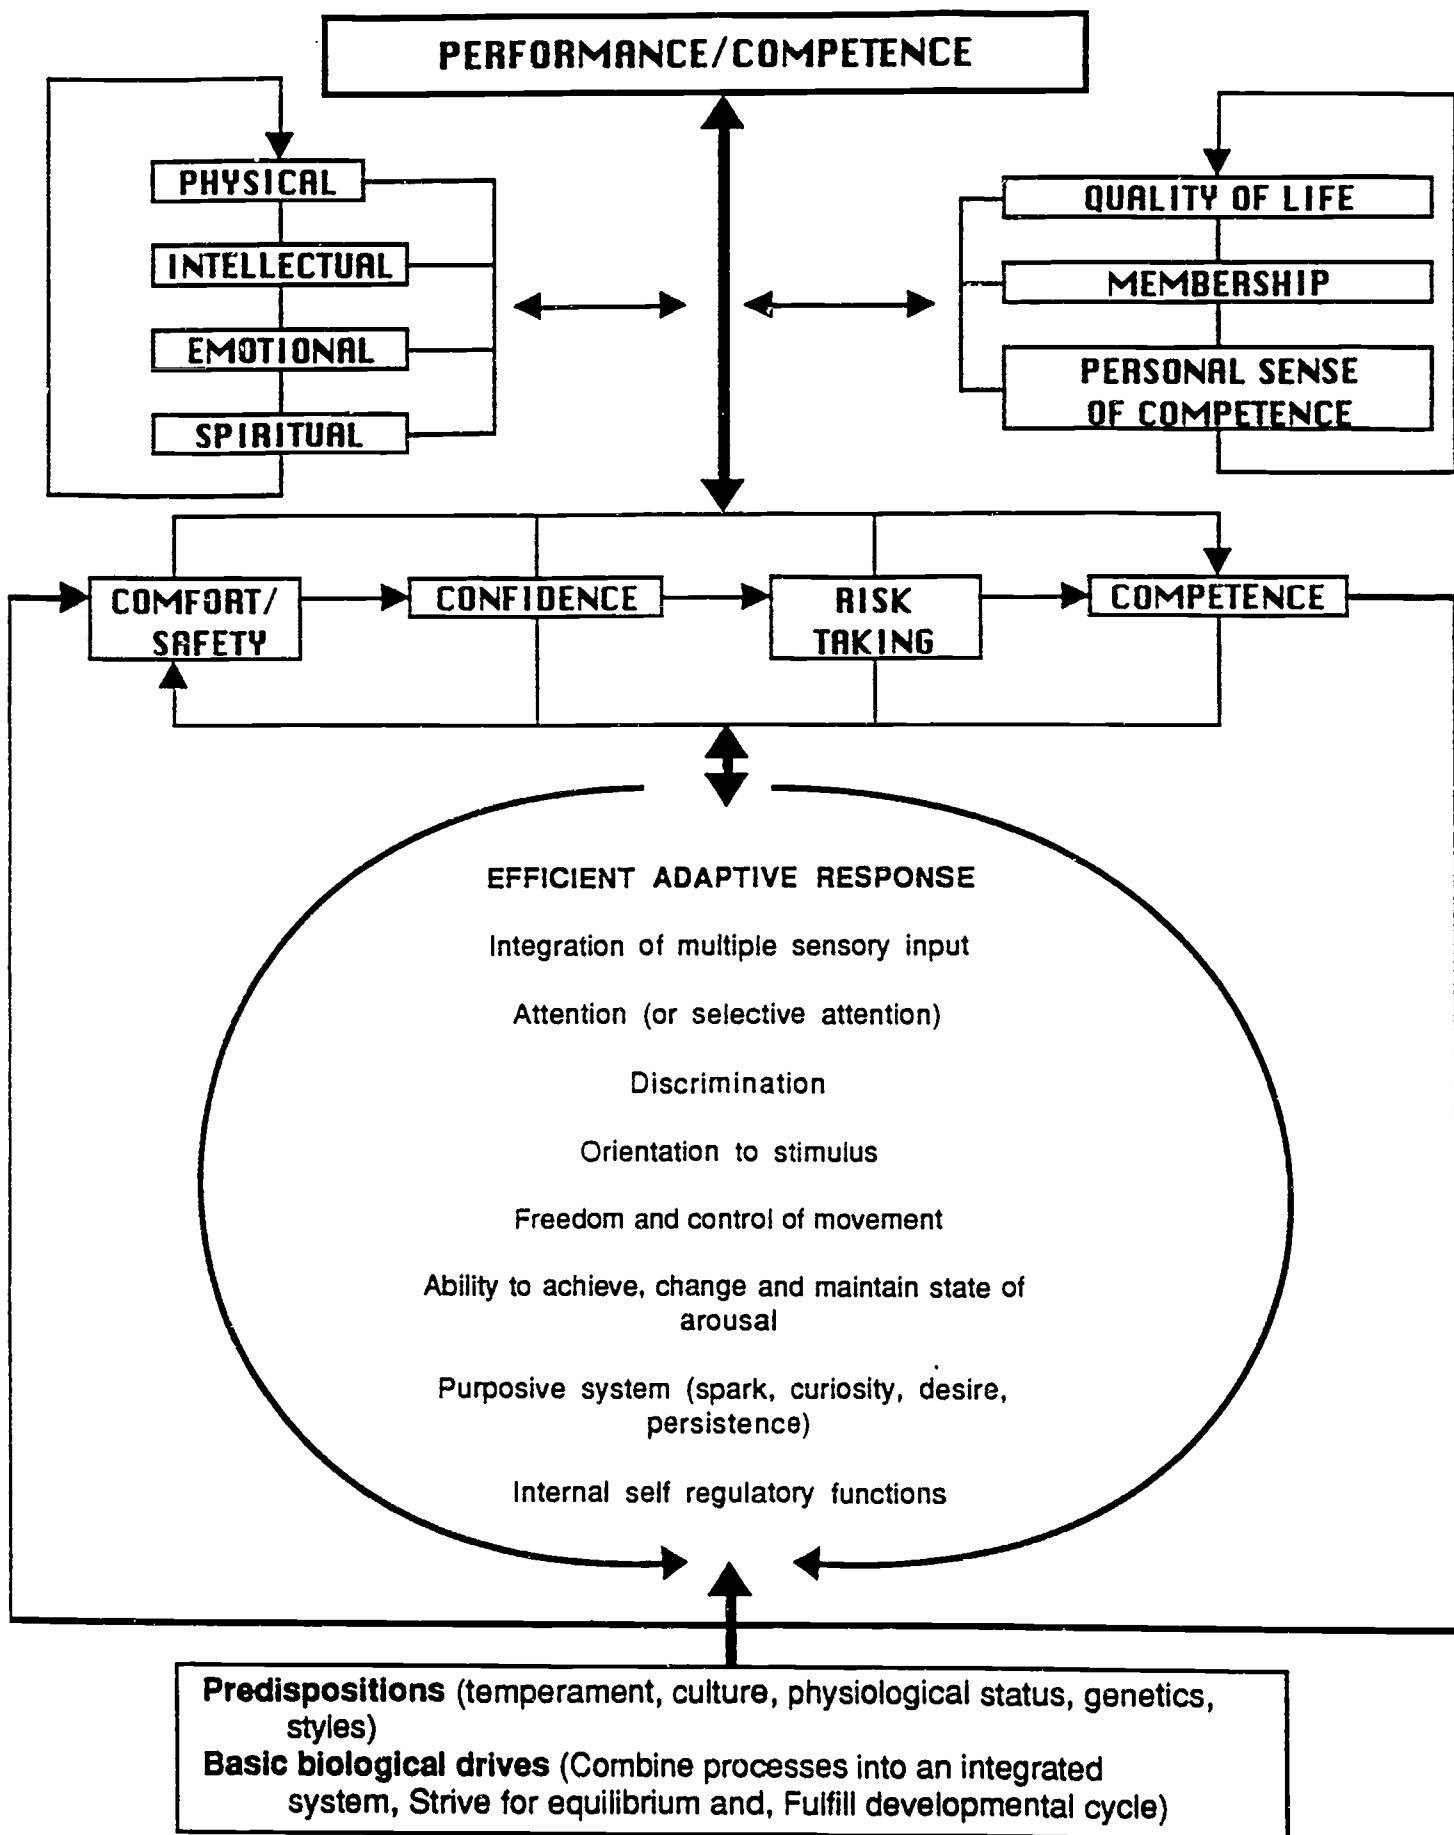 PERFORMANCE/COMPETENCE
PHYSICAL
INTELLECTUAL
EMOTIONAL
SPIRITUAL
QUALITY OF LIFE
MEMBERSHIP
PERSONAL SENSE
OF COMPETENCE
COMFORT/
SAFETY
CONFIDENCE
RISK
TAKING
COMPETENCE
EFFICIENT ADAPTIVE RESPONSE
Integration of multiple sensory input
Attention (or selective attention)
Discrimination
Orientation to stimulus
Freedom and control of movement
Ability to achieve, change and maintain state of
arousal
Purposive system (spark, curiosity, desire,
persistence)
Internal self regulatory functions
Predispositions (temperament, culture, physiological status, genetics,
styles)
Basic biological drives (Combine processes into an integrated
system, Strive for equilibrium and, Fulfill developmental cycle)